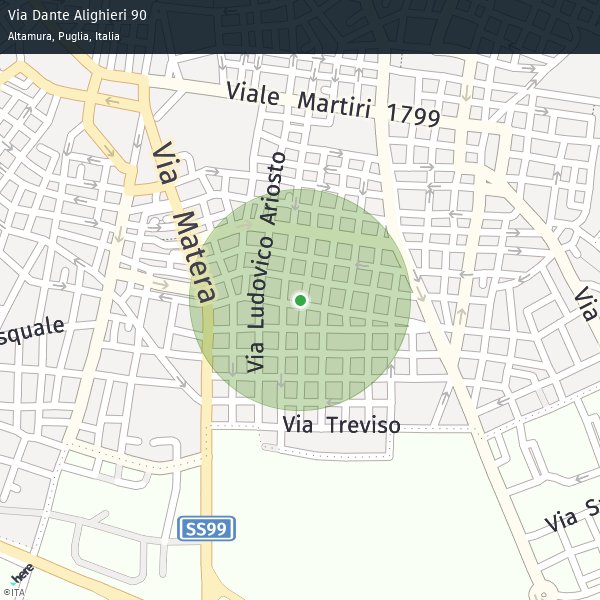 Via Dante Alighieri 90
Altamura, Puglia, Italia
Viale Martiri 1799
Via Matera
Via Ludovico Ariosto
squale
Via
Via Treviso
SS99
Via S
here
©ITA